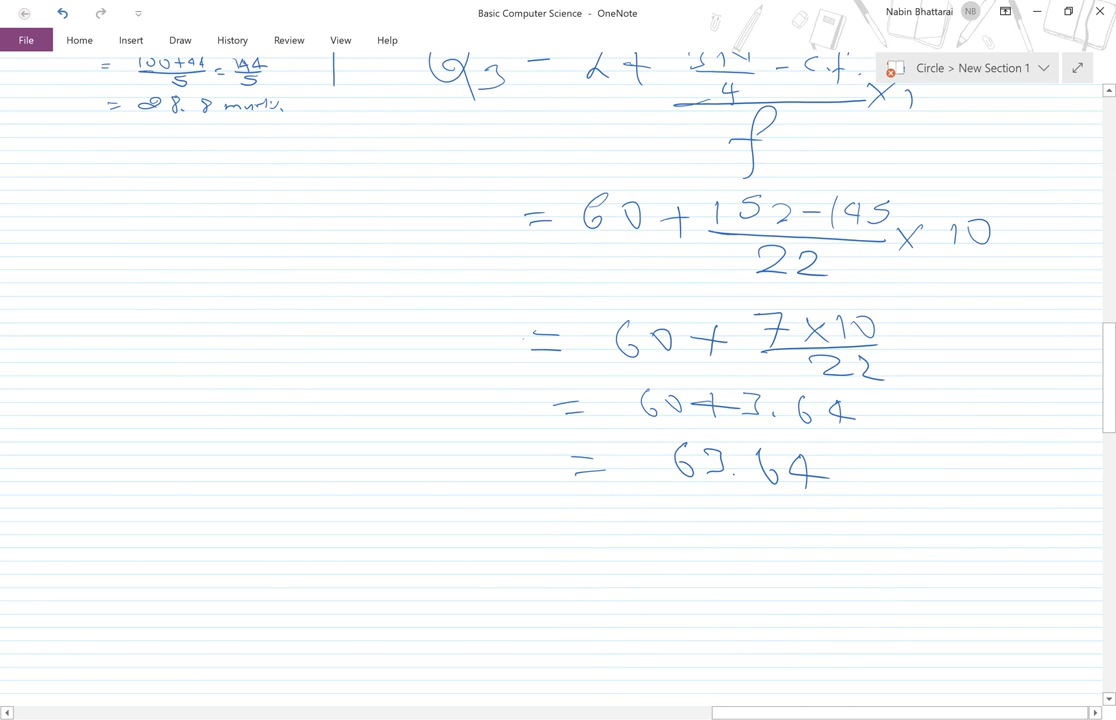 Basic Computer Science - OneNote
Nabin Bhattarai NB
File Home Insert Draw History Review View Help
Circle > New Section 1
= 100+44/5 = 144/5
= 28.8 marks.
Q3 = L + 3N/4 - c.f. / f ×
= 60 + 152-145/22 × 10
= 60 + 7×10/22
= 60+3.64
= 63.64